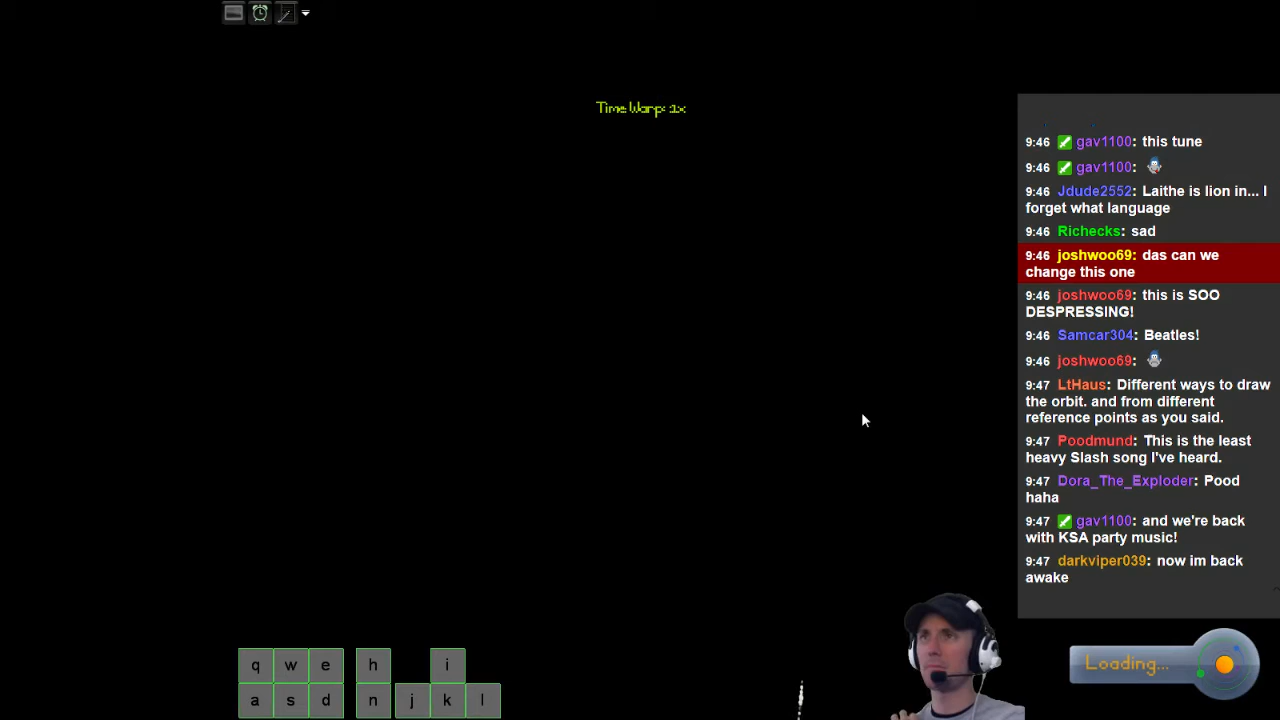 Time Warp: 1x
9:46 gav1100: this tune
9:46 gav1100:
9:46 Jdude2552: Laithe is lion in... I
forget what language
9:46 Richecks: sad
9:46 joshwoo69: das can we
change this one
9:46 joshwoo69: this is SOO
DESPRESSING!
9:46 Samcar304: Beatles!
9:46 joshwoo69:
9:47 LtHaus: Different ways to draw
the orbit. and from different
reference points as you said.
9:47 Poodmund: This is the least
heavy Slash song I've heard.
9:47 Dora_The_Exploder: Pood
haha
9:47 gav1100: and we're back
with KSA party music!
9:47 darkviper039: now im back
awake
q w e h i
a s d n j k l
Loading...